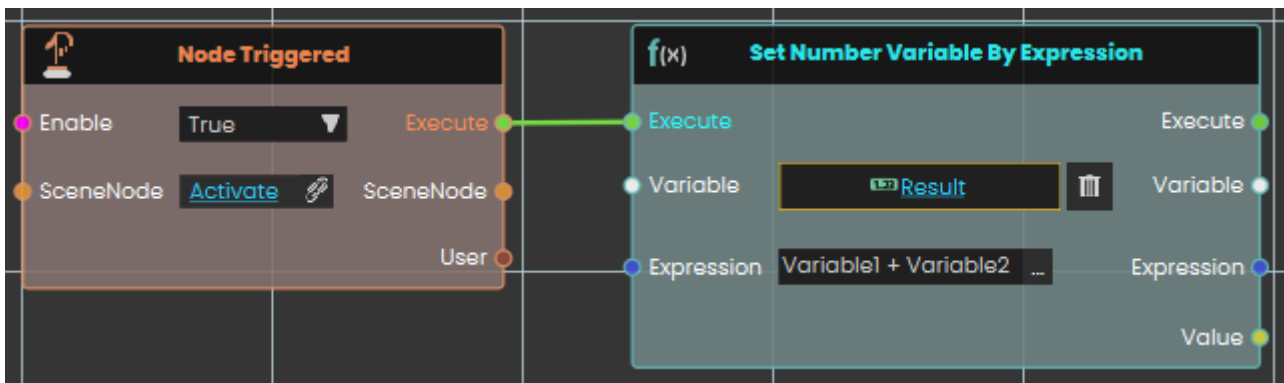 Node Triggered
Enable True Execute
SceneNode Activate SceneNode
User
f(x) Set Number Variable By Expression
Execute Execute
Variable Result Variable
Expression Variable1 + Variable2 ... Expression
Value